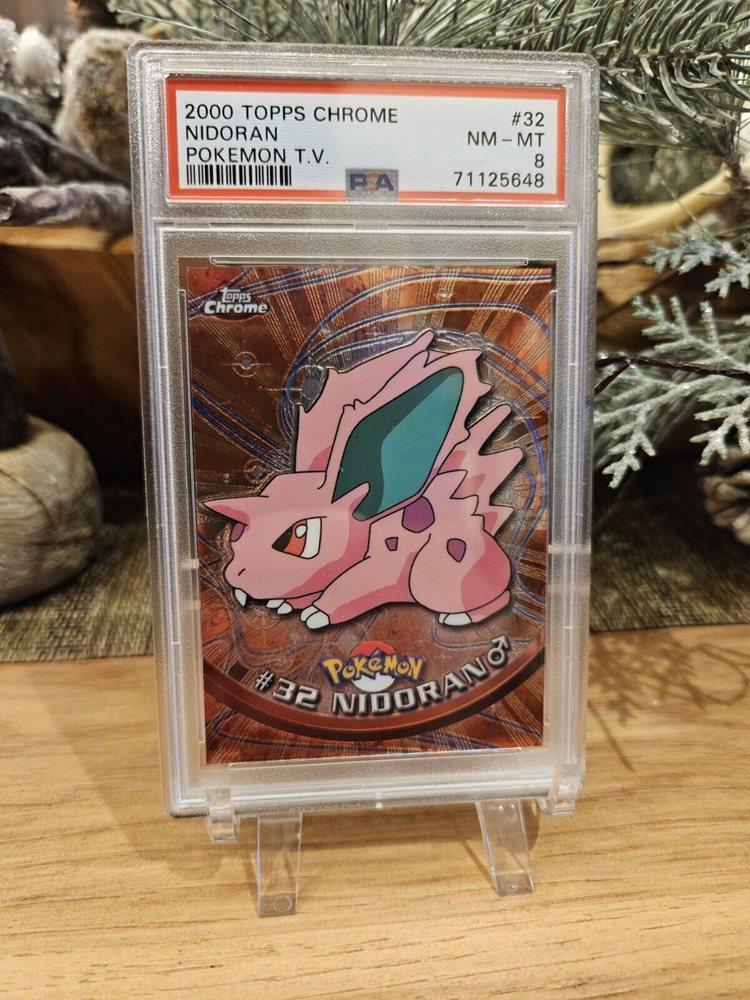 2000 TOPPS CHROME #32
NIDORAN NM - MT
POKEMON T.V. PSA 8
71125648
Topps
Chrome
POKéMON
#32 NIDORAN♂